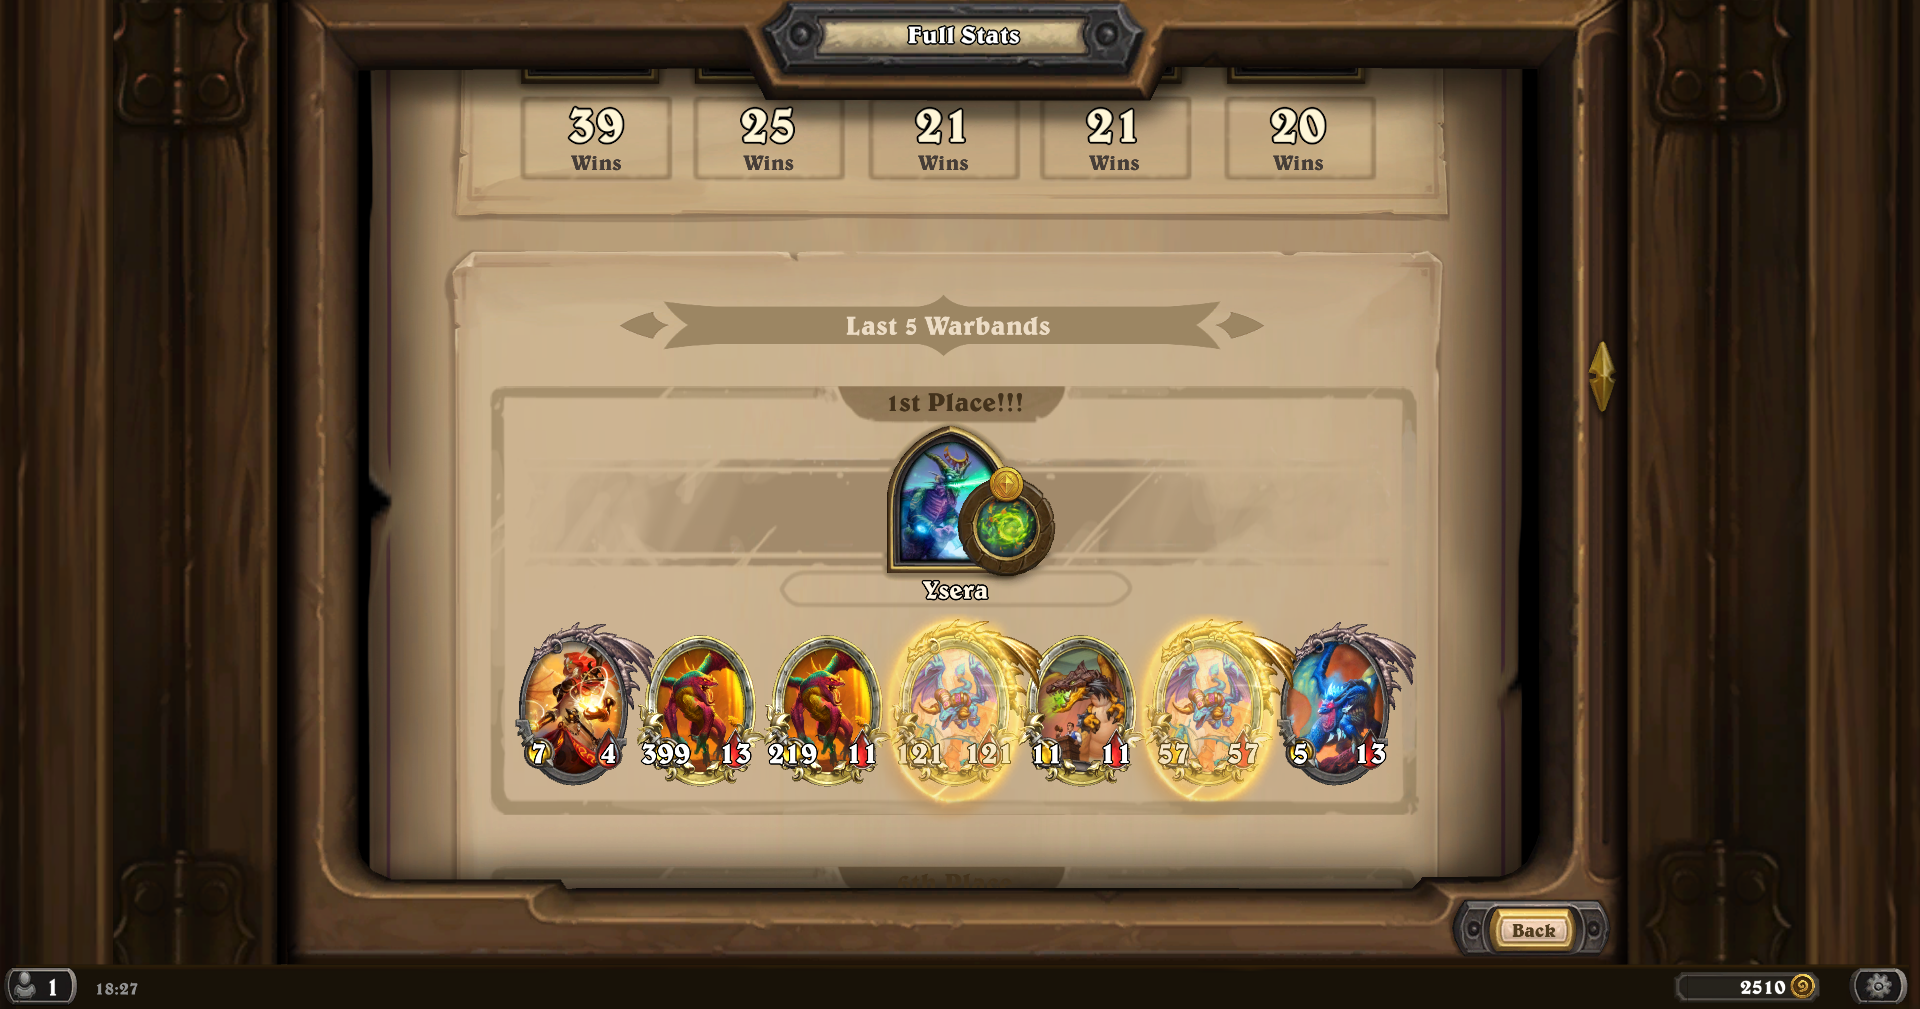 Full Stats
39 25 21 21 20
Wins Wins Wins Wins Wins
Last 5 Warbands
1st Place!!!
Ysera
7 4 399 13 219 11 121 121 11 11 57 57 5 13
Back
1 18:27 2510